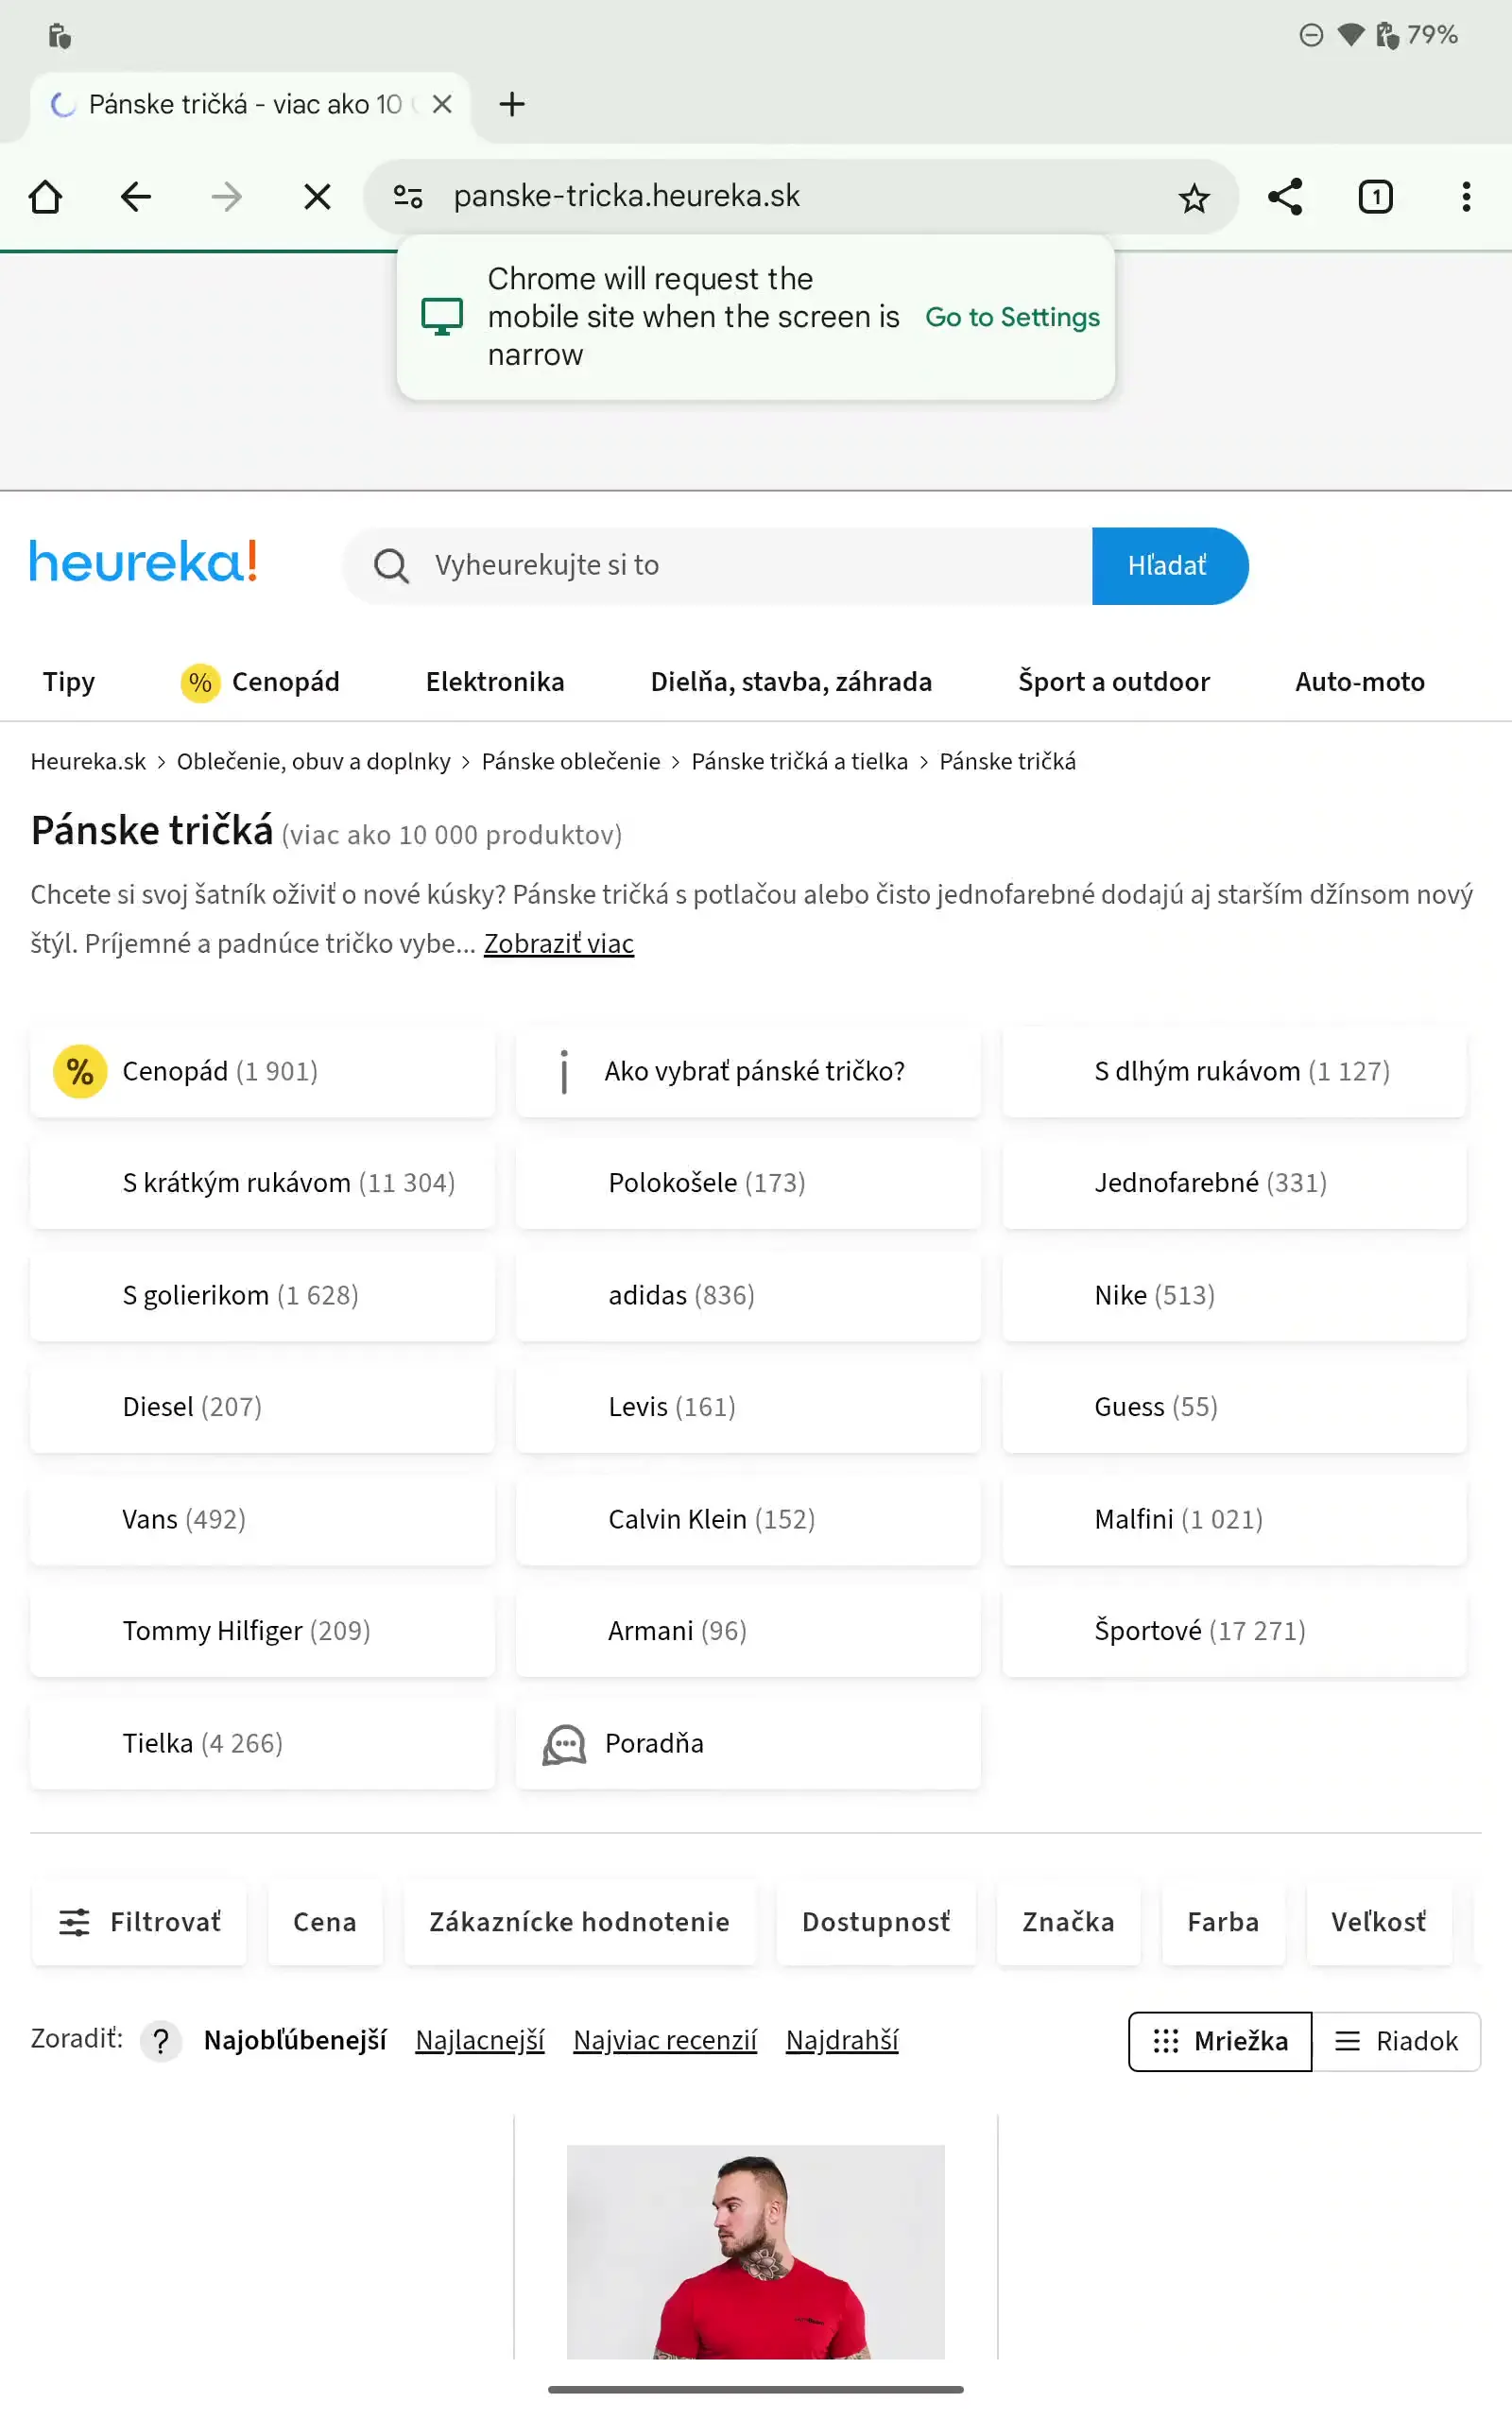 79%
Pánske tričká - viac ako 10
panske-tricka.heureka.sk
1
Chrome will request the
mobile site when the screen is
narrow
Go to Settings
heureka!
Vyheurekujte si to
Hľadať
Tipy
% Cenopád
Elektronika
Dielňa, stavba, záhrada
Šport a outdoor
Auto-moto
Heureka.sk > Oblečenie, obuv a doplnky > Pánske oblečenie > Pánske tričká a tielka > Pánske tričká
Pánske tričká (viac ako 10 000 produktov)
Chcete si svoj šatník oživiť o nové kúsky? Pánske tričká s potlačou alebo čisto jednofarebné dodajú aj starším džínsom nový
štýl. Príjemné a padnúce tričko vybe... Zobraziť viac
% Cenopád (1 901)
Ako vybrať pánské tričko?
S dlhým rukávom (1 127)
S krátkým rukávom (11 304)
Polokošele (173)
Jednofarebné (331)
S golierikom (1 628)
adidas (836)
Nike (513)
Diesel (207)
Levis (161)
Guess (55)
Vans (492)
Calvin Klein (152)
Malfini (1 021)
Tommy Hilfiger (209)
Armani (96)
Športové (17 271)
Tielka (4 266)
Poradňa
Filtrovať
Cena
Zákaznícke hodnotenie
Dostupnosť
Značka
Farba
Veľkosť
Zoradiť: ? Najobľúbenejší Najlacnejší Najviac recenzií Najdrahší
Mriežka
Riadok